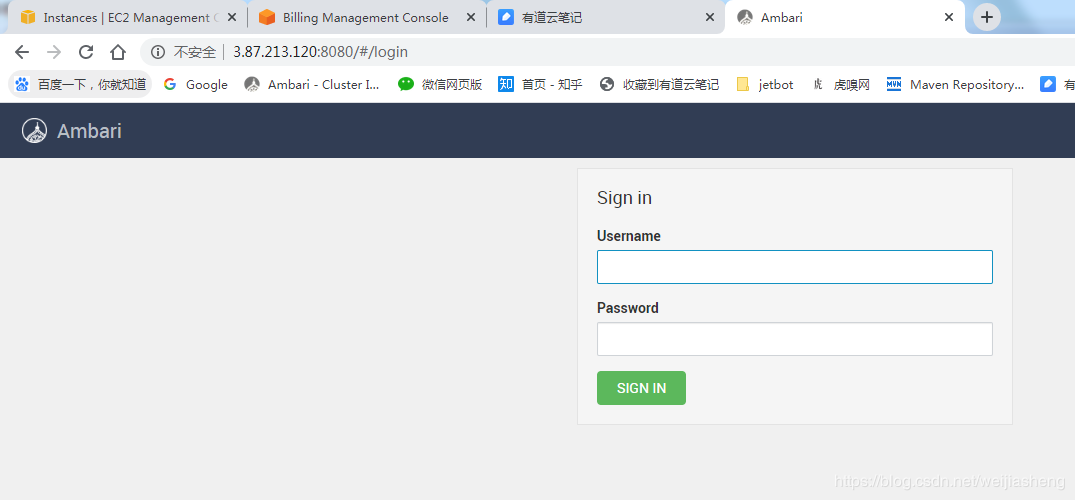 Instances | EC2 Management C
Billing Management Console
有道云笔记
Ambari
不安全 3.87.213.120:8080/#/login
百度一下，你就知道 Google Ambari - Cluster I... 微信网页版 知 首页 - 知乎 收藏到有道云笔记 jetbot 虎 虎嗅网 MVN Maven Repository... 有
Ambari
Sign in
Username
Password
SIGN IN
https://blog.csdn.net/weijiasheng